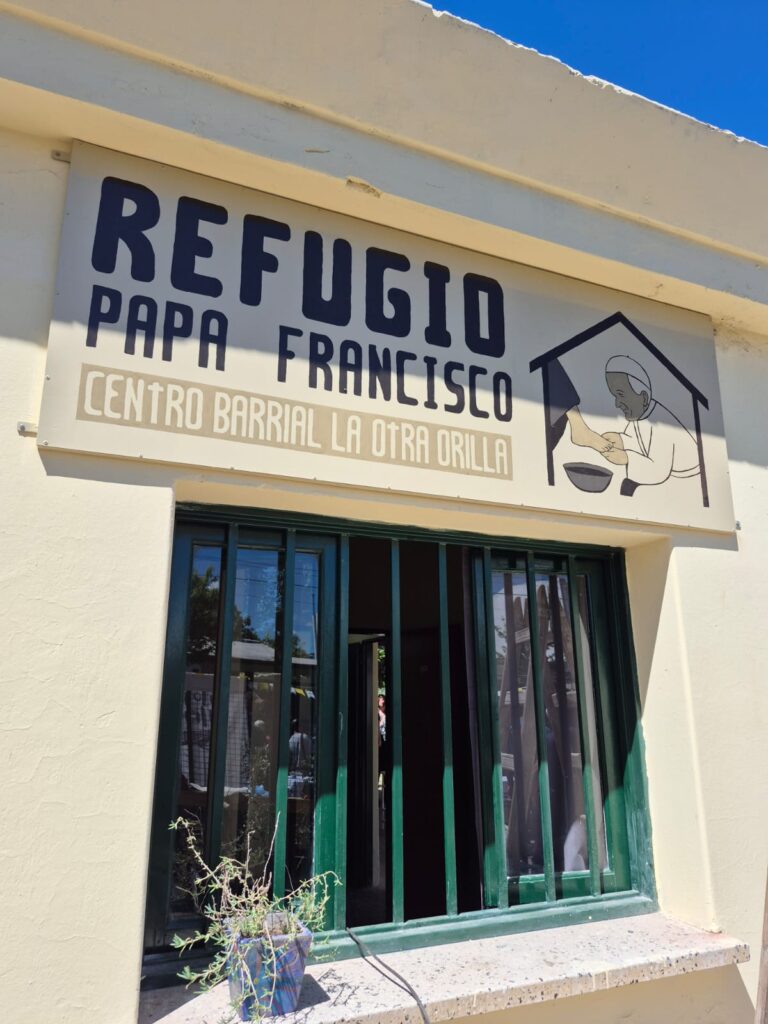 REFUGIO
PAPA FRANCISCO
CENTRO BARRIAL LA OTRA ORILLA